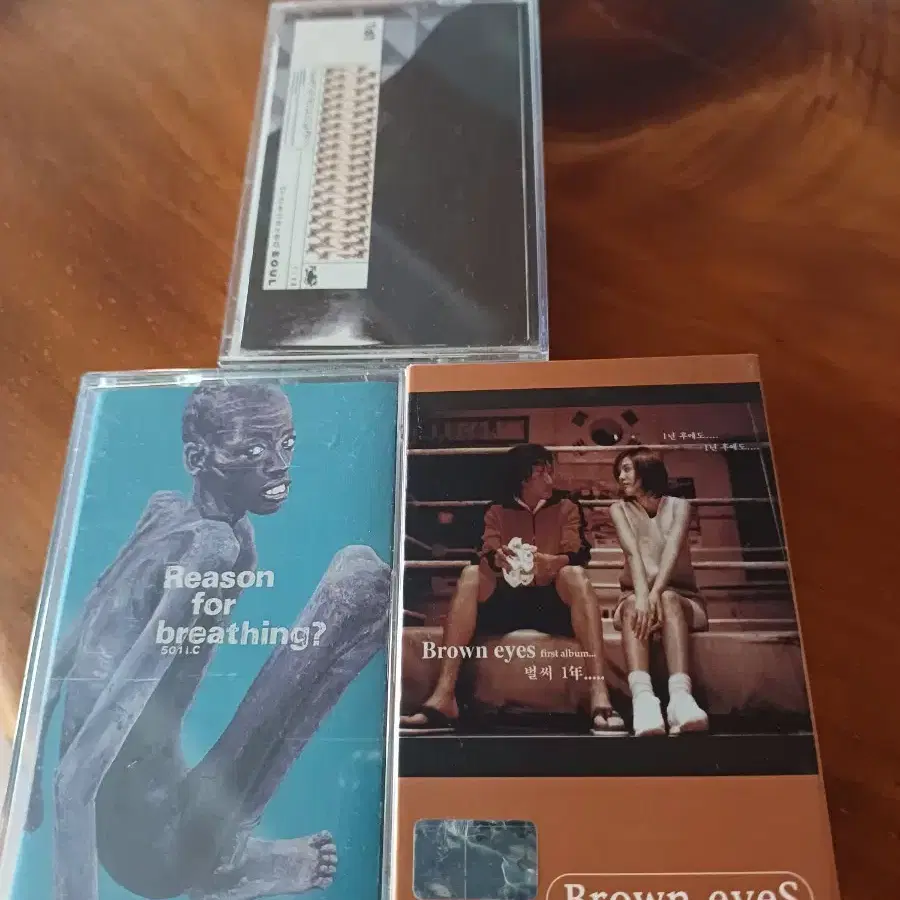 SOUL
Reason
for
breathing?
5011.C
1년 후에도....
1년 후에도....
Brown eyes first album...
벌써 1年.....
Brown eyeS